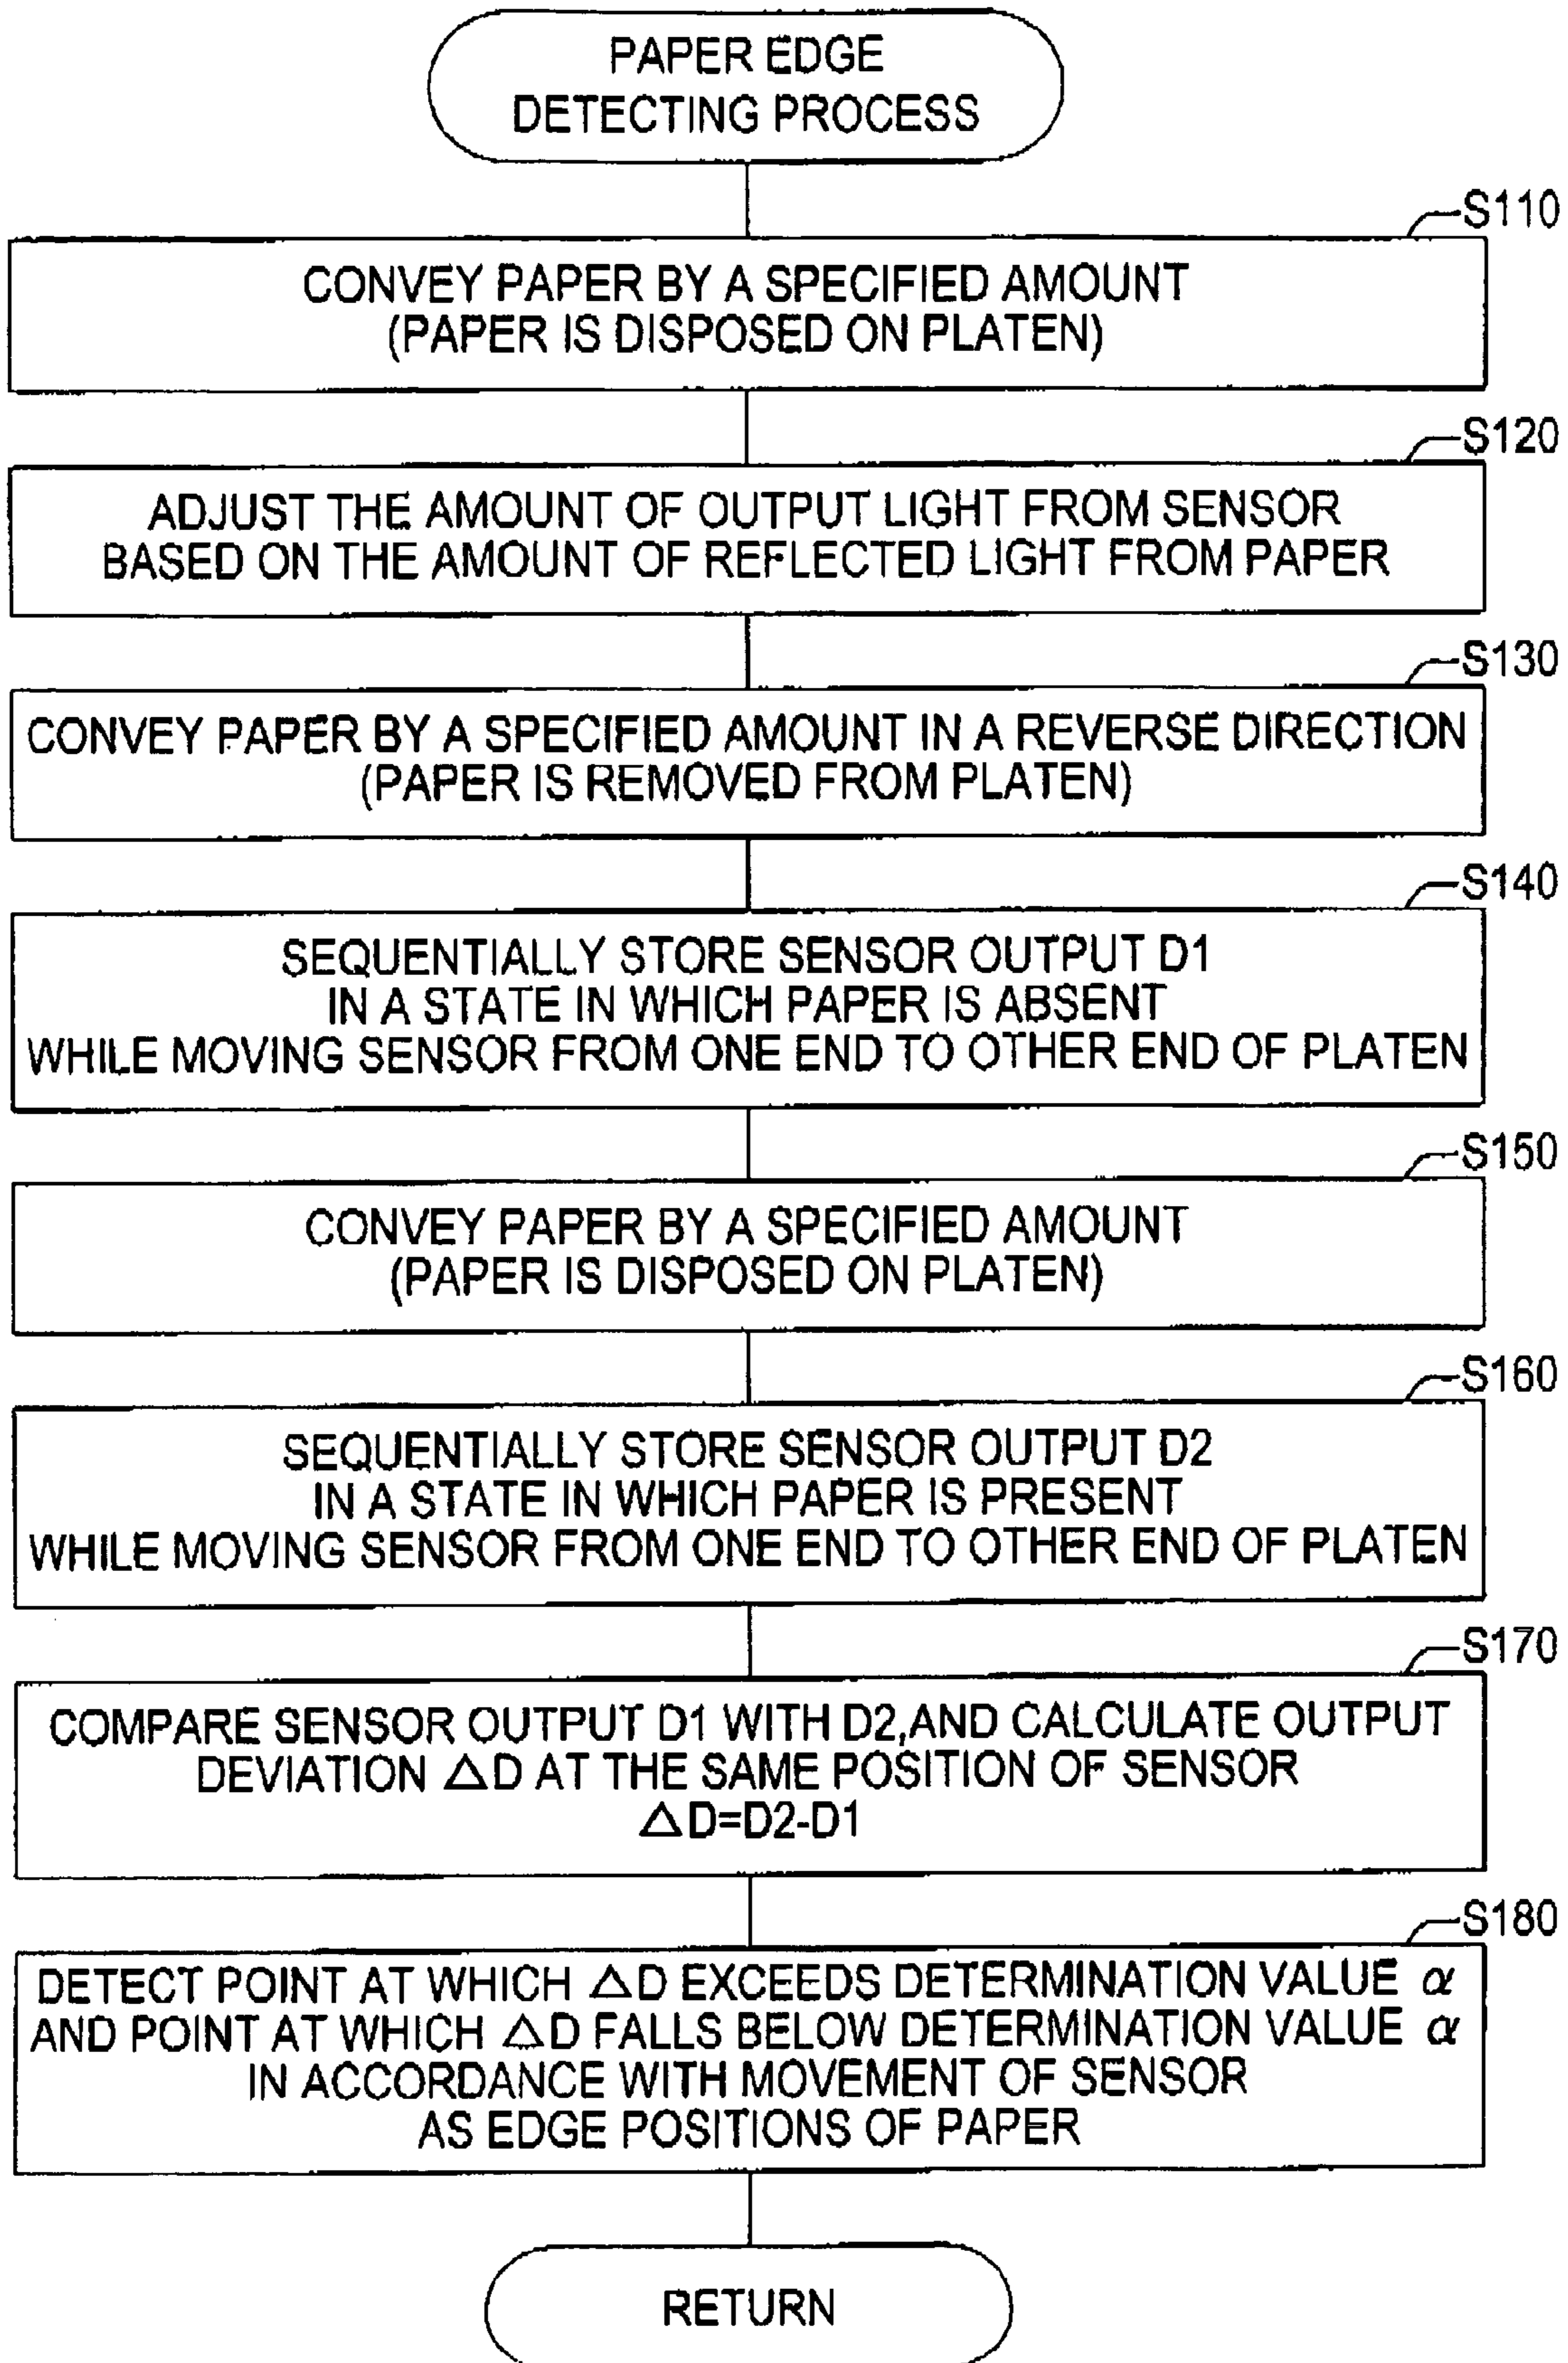 PAPER EDGE
DETECTING PROCESS
S110
CONVEY PAPER BY A SPECIFIED AMOUNT
(PAPER IS DISPOSED ON PLATEN)
S120
ADJUST THE AMOUNT OF OUTPUT LIGHT FROM SENSOR
BASED ON THE AMOUNT OF REFLECTED LIGHT FROM PAPER
S130
CONVEY PAPER BY A SPECIFIED AMOUNT IN A REVERSE DIRECTION
(PAPER IS REMOVED FROM PLATEN)
S140
SEQUENTIALLY STORE SENSOR OUTPUT D1
IN A STATE IN WHICH PAPER IS ABSENT
WHILE MOVING SENSOR FROM ONE END TO OTHER END OF PLATEN
S150
CONVEY PAPER BY A SPECIFIED AMOUNT
(PAPER IS DISPOSED ON PLATEN)
S160
SEQUENTIALLY STORE SENSOR OUTPUT D2
IN A STATE IN WHICH PAPER IS PRESENT
WHILE MOVING SENSOR FROM ONE END TO OTHER END OF PLATEN
S170
COMPARE SENSOR OUTPUT D1 WITH D2,AND CALCULATE OUTPUT
DEVIATION △D AT THE SAME POSITION OF SENSOR
△D=D2-D1
S180
DETECT POINT AT WHICH △D EXCEEDS DETERMINATION VALUE α
AND POINT AT WHICH △D FALLS BELOW DETERMINATION VALUE α
IN ACCORDANCE WITH MOVEMENT OF SENSOR
AS EDGE POSITIONS OF PAPER
RETURN